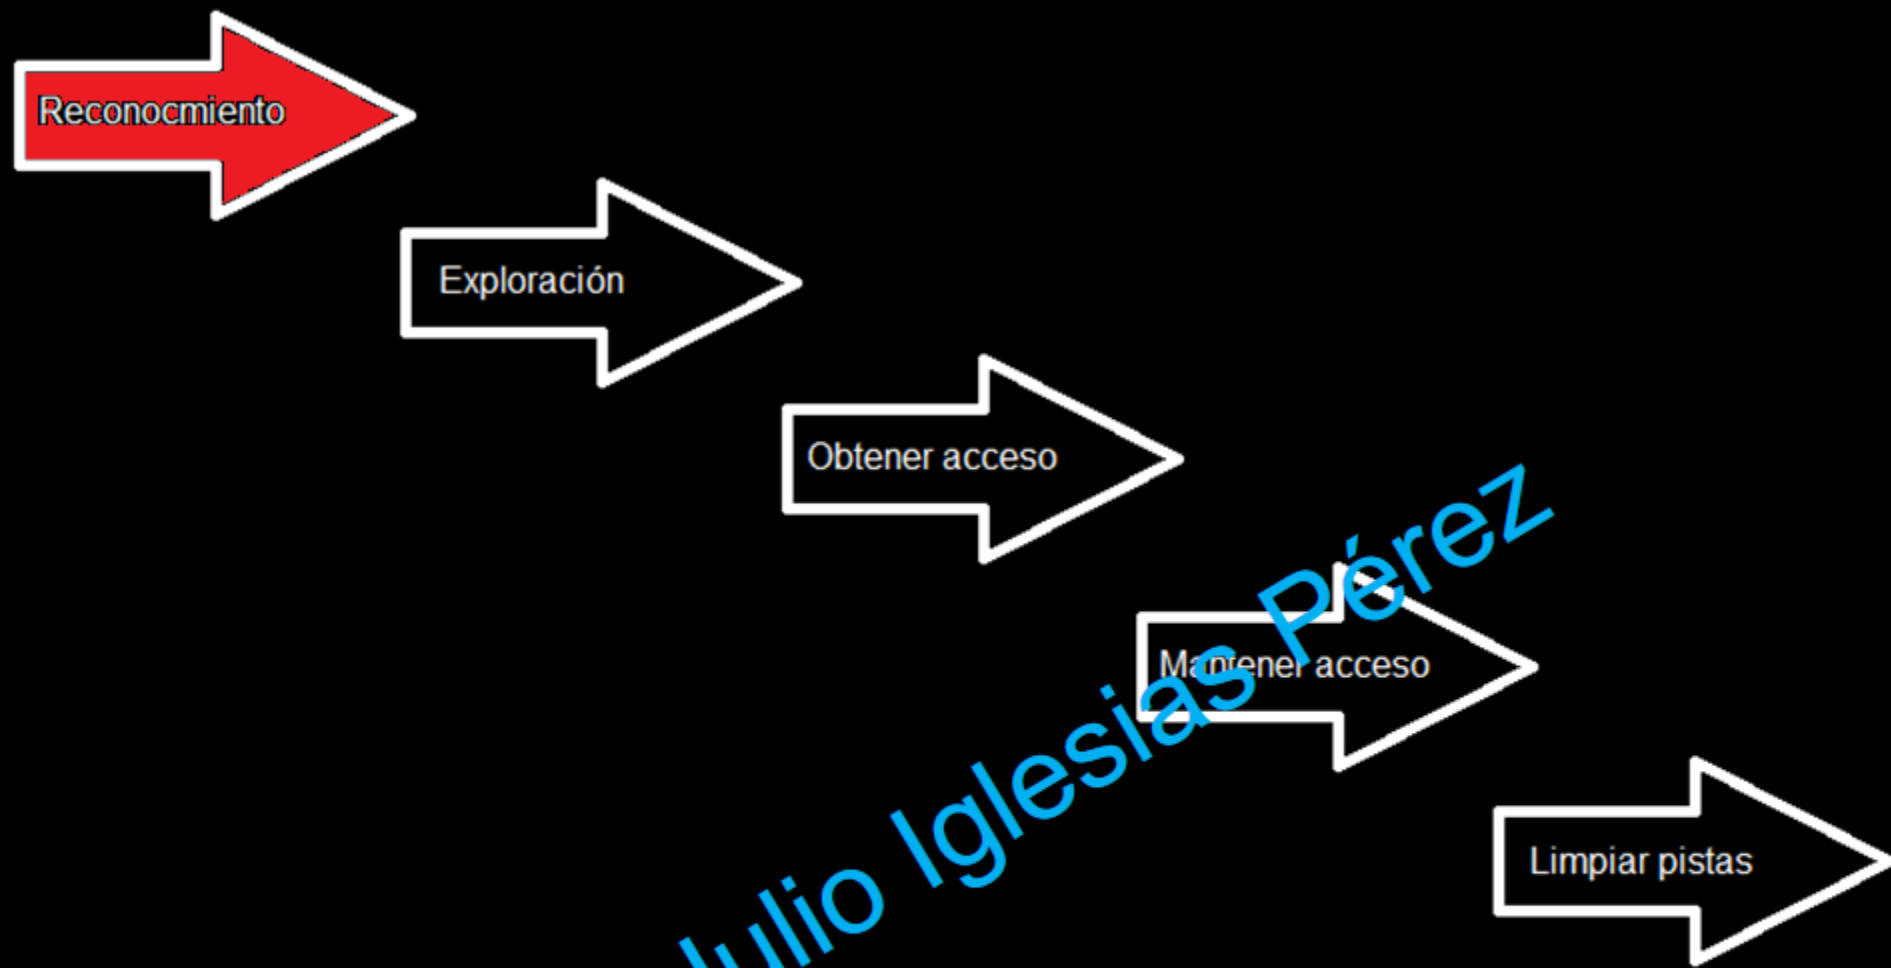 Reconocmiento
Exploración
Obtener acceso
Mantener acceso
Limpiar pistas
Julio Iglesias Pérez